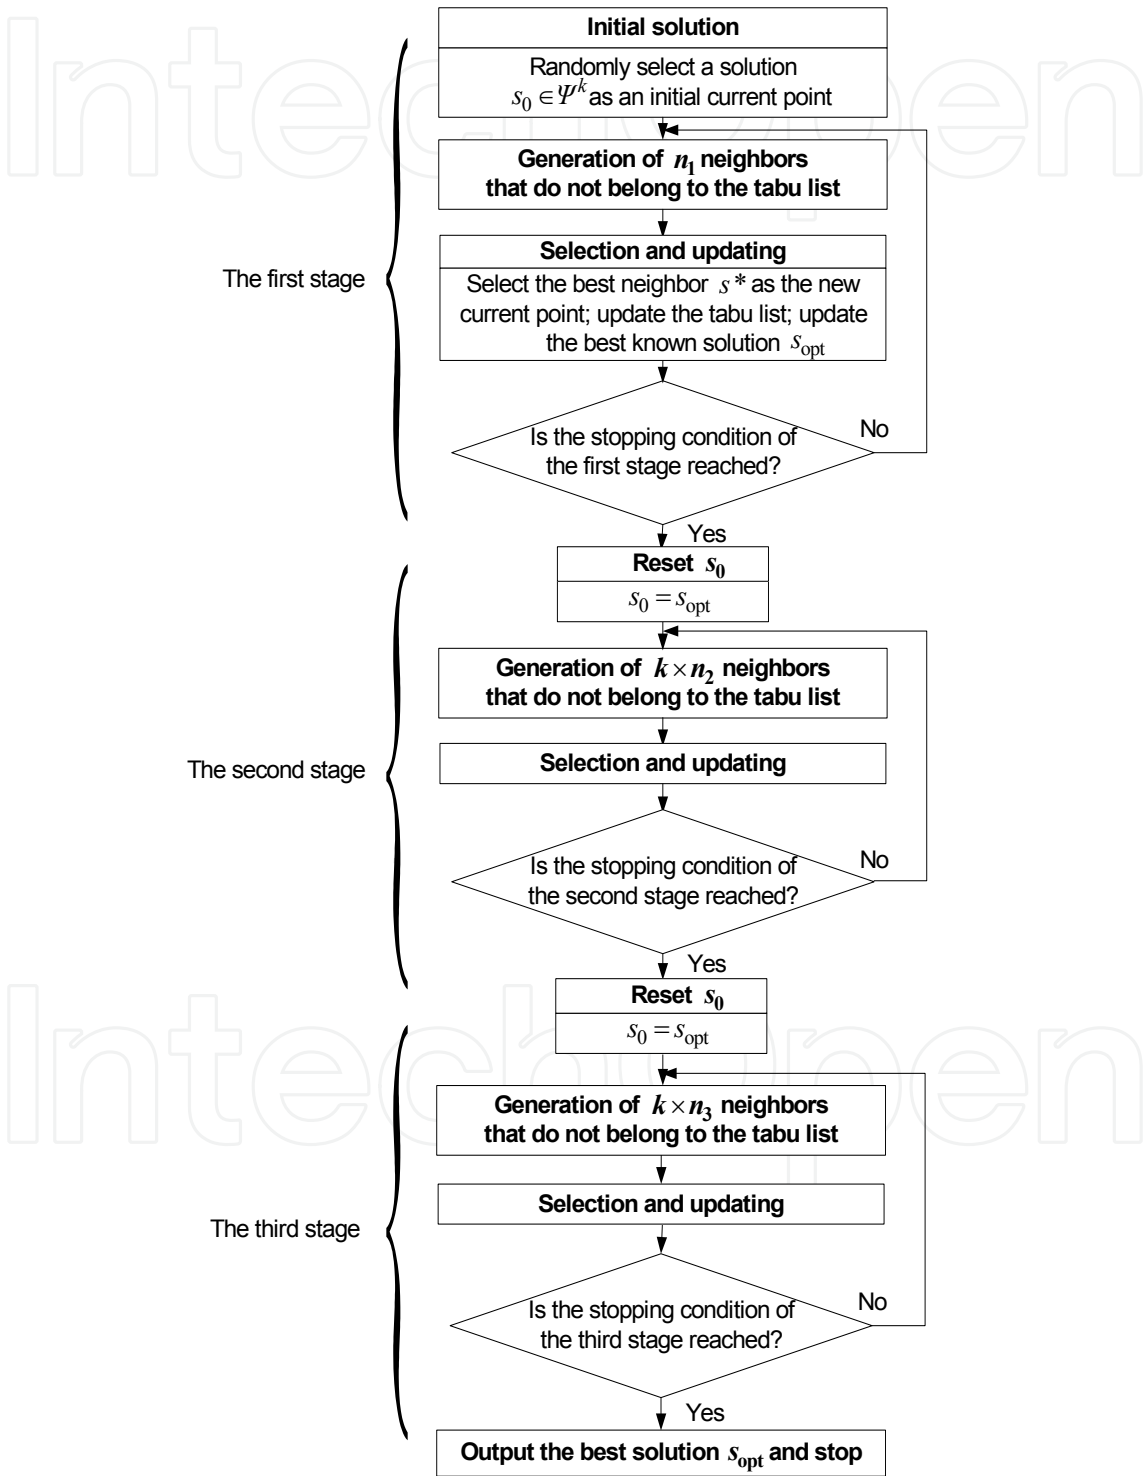 Initial solution
Randomly select a solution
s₀ ∈ Ψᵏ as an initial current point
Generation of n₁ neighbors
that do not belong to the tabu list
The first stage
Selection and updating
Select the best neighbor s* as the new
current point; update the tabu list; update
the best known solution s_opt
Is the stopping condition of
the first stage reached?
No
Yes
Reset s₀
s₀ = s_opt
Generation of k × n₂ neighbors
that do not belong to the tabu list
The second stage
Selection and updating
Is the stopping condition of
the second stage reached?
No
Yes
Reset s₀
s₀ = s_opt
Generation of k × n₃ neighbors
that do not belong to the tabu list
The third stage
Selection and updating
Is the stopping condition of
the third stage reached?
No
Yes
Output the best solution s_opt and stop
IntechOpen
IntechOpen